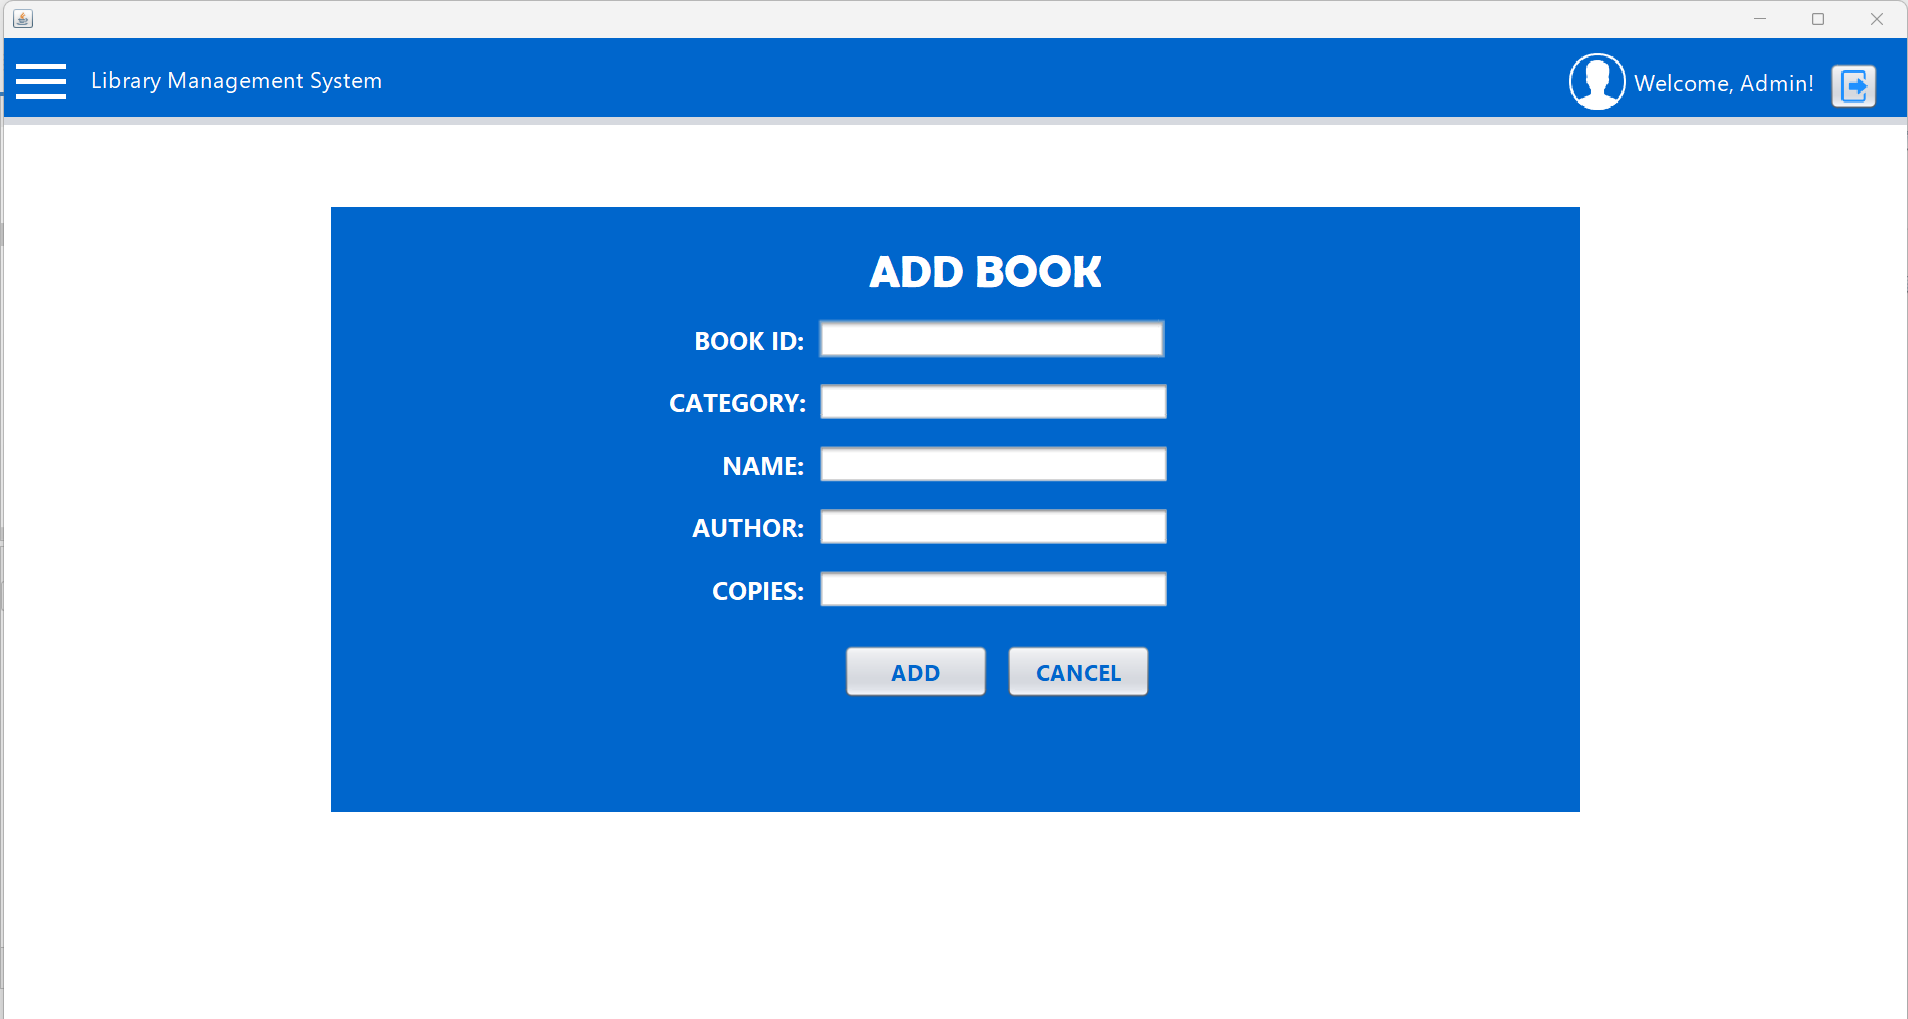 Library Management System
Welcome, Admin!
ADD BOOK
BOOK ID:
CATEGORY:
NAME:
AUTHOR:
COPIES:
ADD
CANCEL